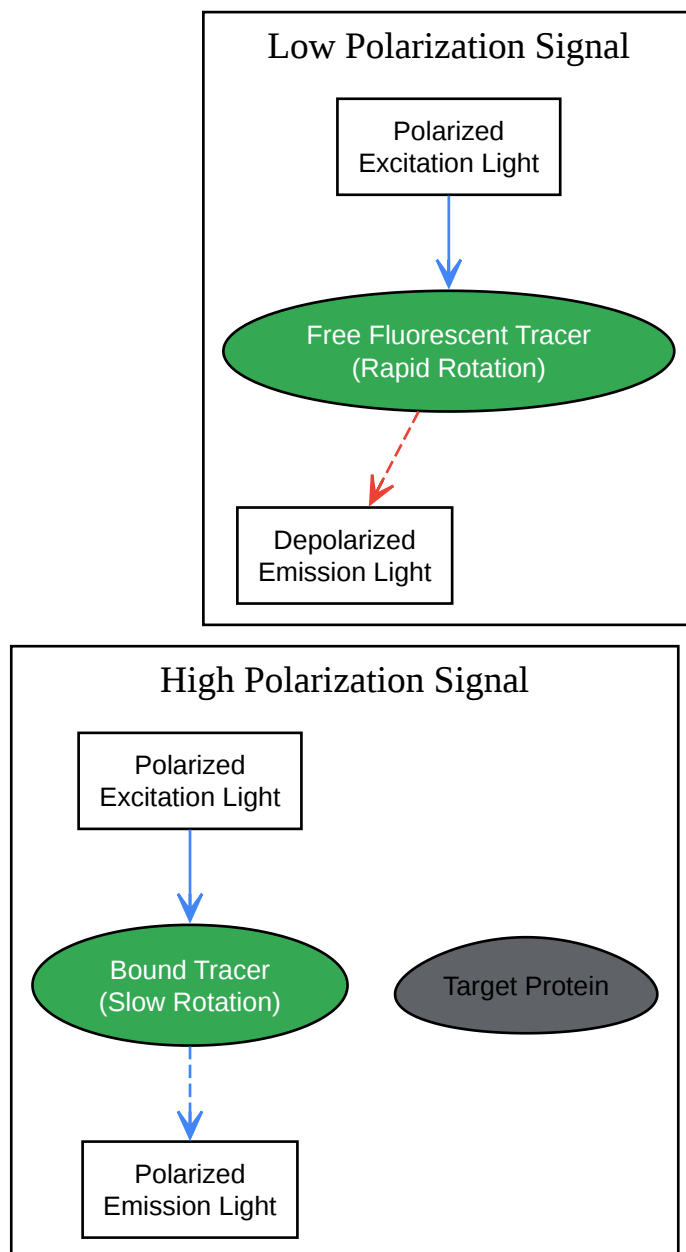 Low Polarization Signal
Polarized
Excitation Light
Free Fluorescent Tracer
(Rapid Rotation)
Depolarized
Emission Light
High Polarization Signal
Polarized
Excitation Light
Bound Tracer
(Slow Rotation)
Target Protein
Polarized
Emission Light